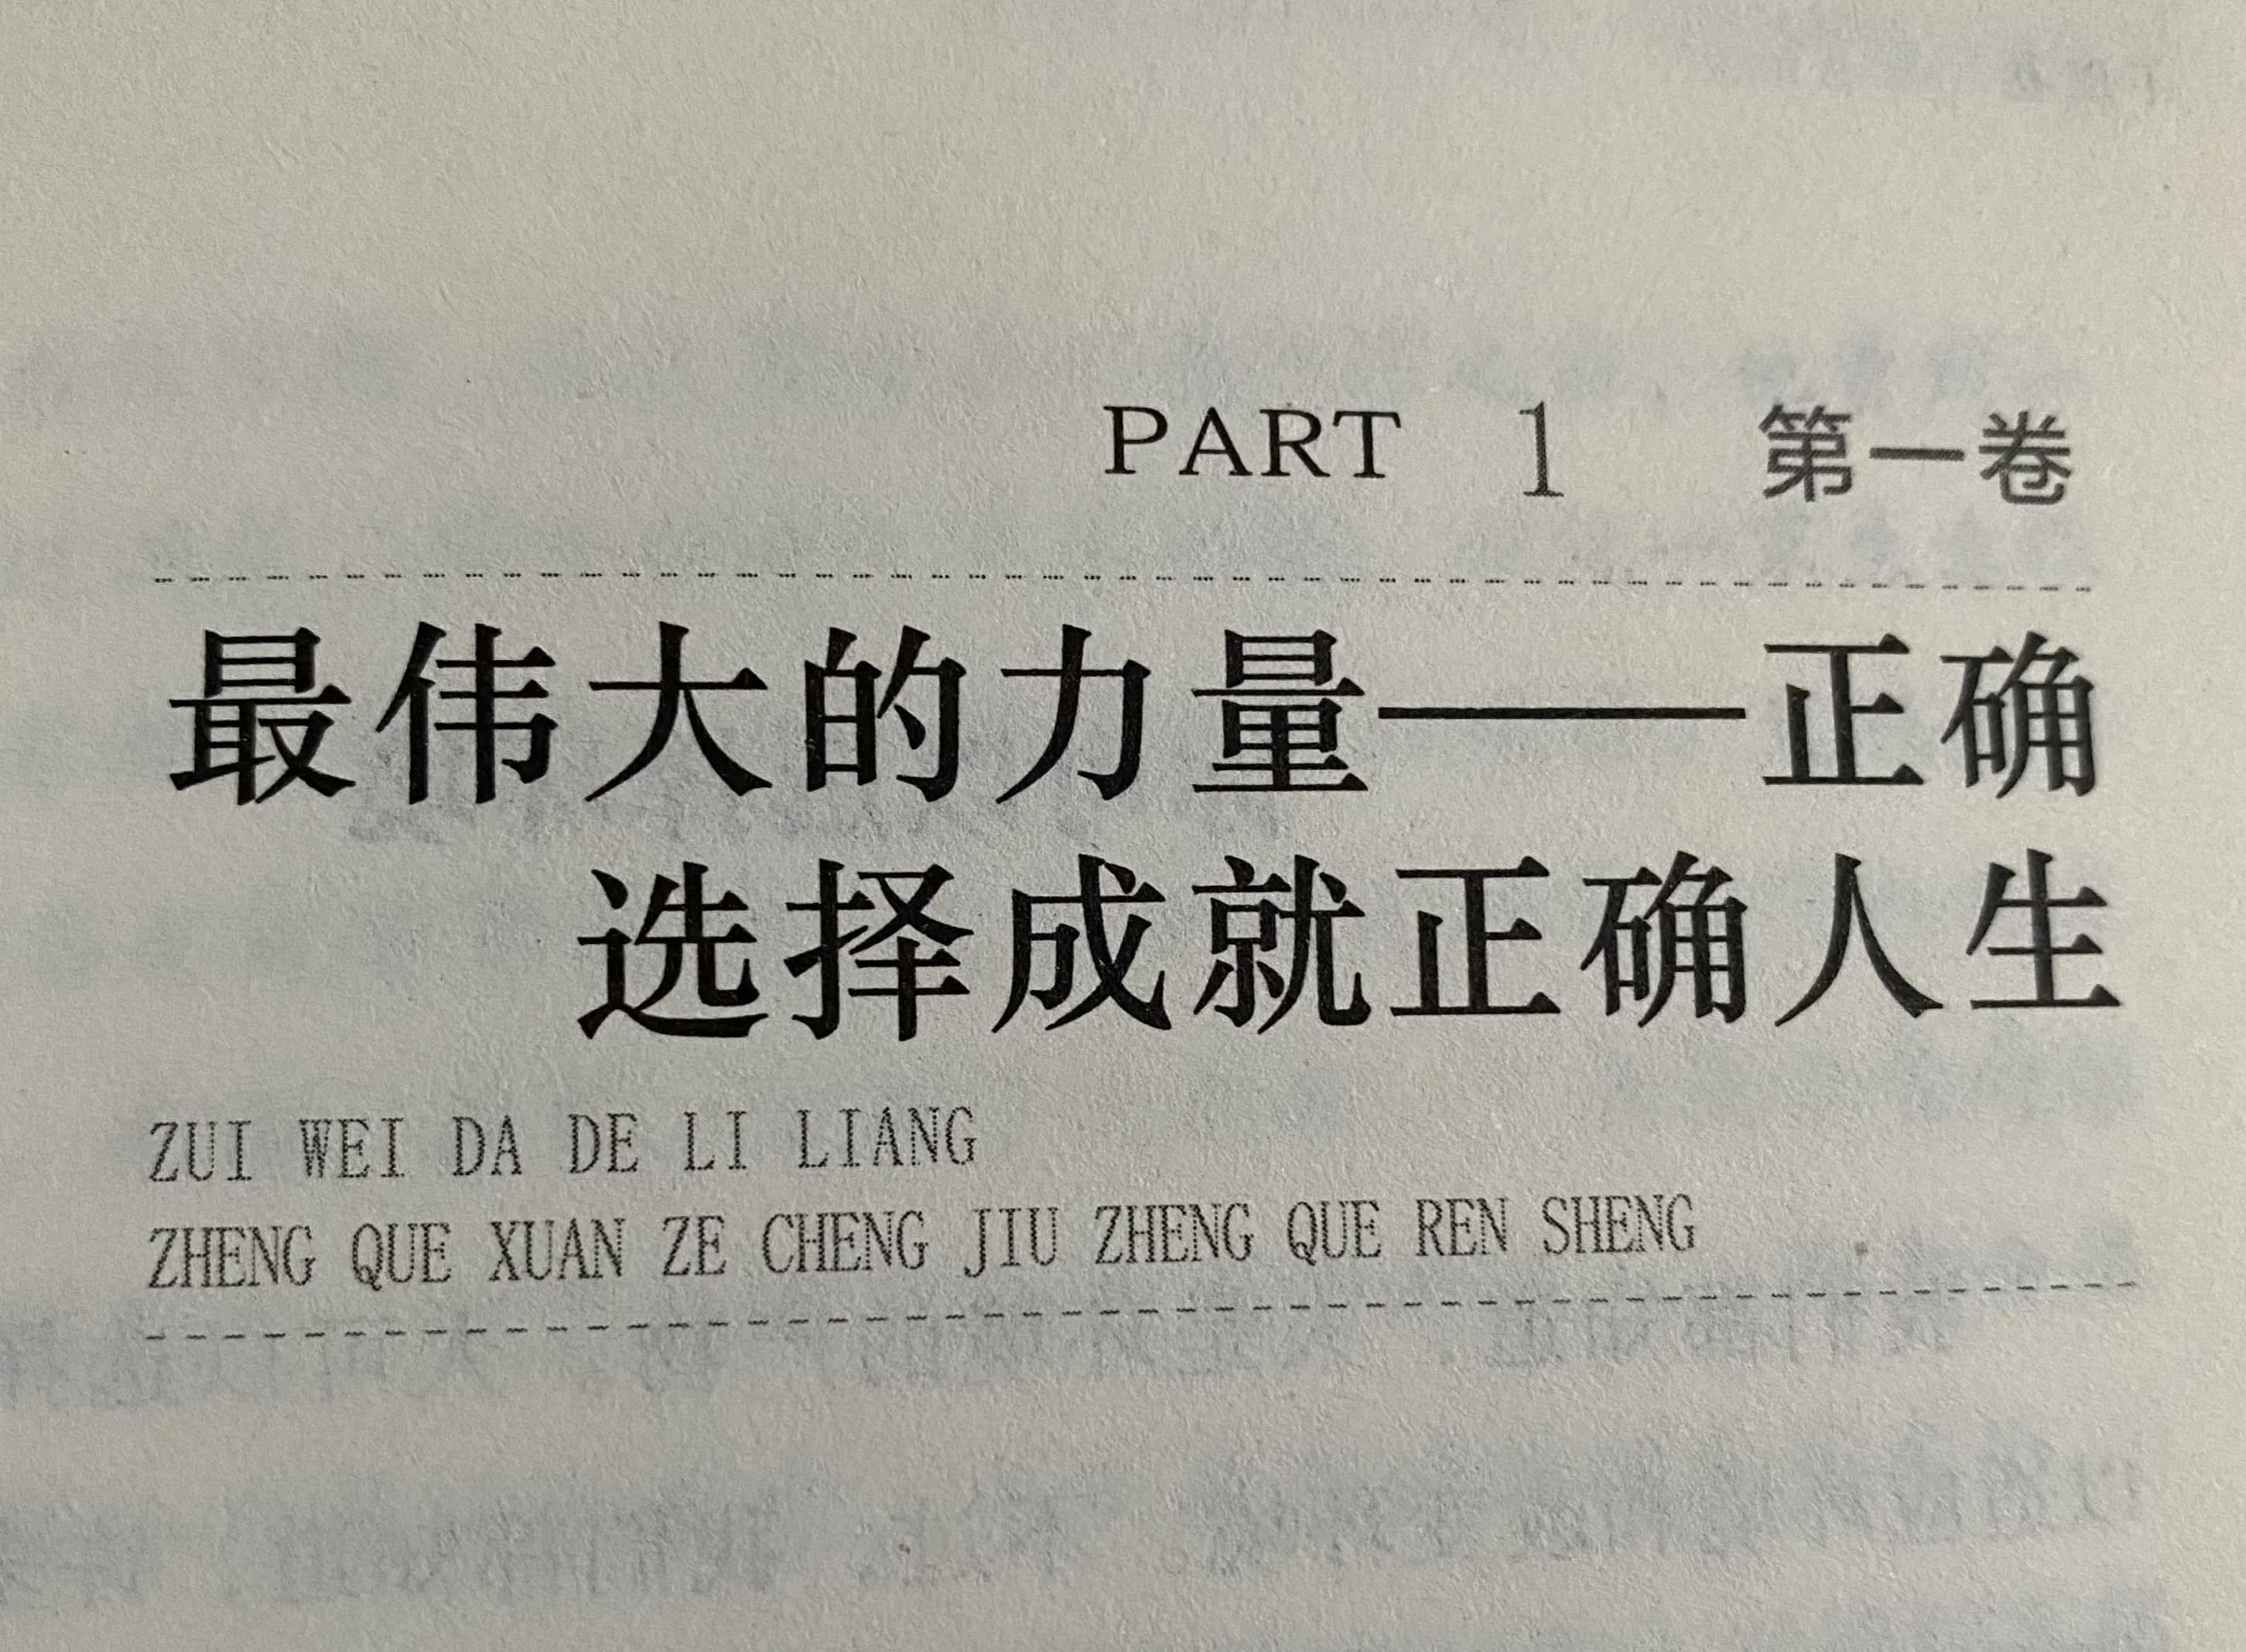 PART 1 第一卷
最伟大的力量——正确
选择成就正确人生
ZUI WEI DA DE LI LIANG
ZHENG QUE XUAN ZE CHENG JIU ZHENG QUE REN SHENG